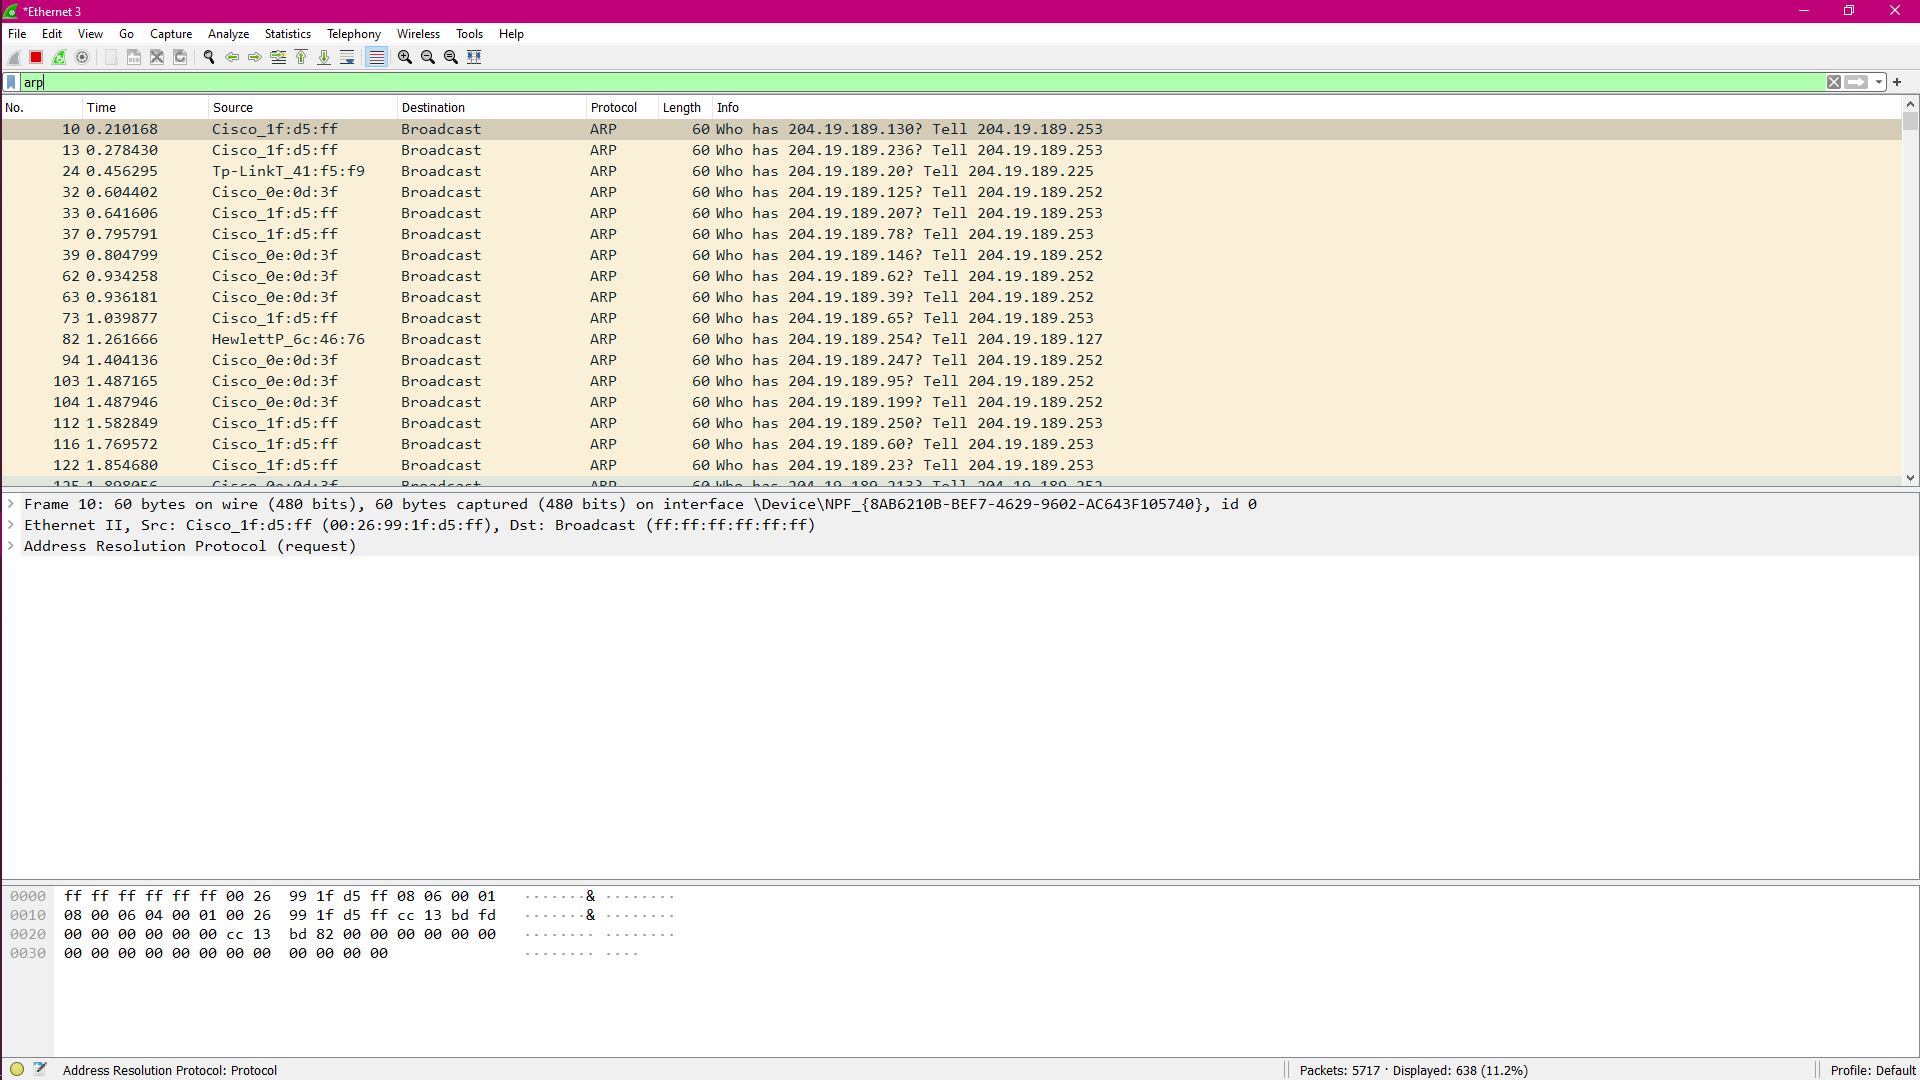 *Ethernet 3
File Edit View Go Capture Analyze Statistics Telephony Wireless Tools Help
arp
No. Time Source Destination Protocol Length Info
10 0.210168 Cisco_1f:d5:ff Broadcast ARP 60 Who has 204.19.189.130? Tell 204.19.189.253
13 0.278430 Cisco_1f:d5:ff Broadcast ARP 60 Who has 204.19.189.236? Tell 204.19.189.253
24 0.456295 Tp-LinkT_41:f5:f9 Broadcast ARP 60 Who has 204.19.189.20? Tell 204.19.189.225
32 0.604402 Cisco_0e:0d:3f Broadcast ARP 60 Who has 204.19.189.125? Tell 204.19.189.252
33 0.641606 Cisco_1f:d5:ff Broadcast ARP 60 Who has 204.19.189.207? Tell 204.19.189.253
37 0.795791 Cisco_1f:d5:ff Broadcast ARP 60 Who has 204.19.189.78? Tell 204.19.189.253
39 0.804799 Cisco_0e:0d:3f Broadcast ARP 60 Who has 204.19.189.146? Tell 204.19.189.252
62 0.934258 Cisco_0e:0d:3f Broadcast ARP 60 Who has 204.19.189.62? Tell 204.19.189.252
63 0.936181 Cisco_0e:0d:3f Broadcast ARP 60 Who has 204.19.189.39? Tell 204.19.189.252
73 1.039877 Cisco_1f:d5:ff Broadcast ARP 60 Who has 204.19.189.65? Tell 204.19.189.253
82 1.261666 HewlettP_6c:46:76 Broadcast ARP 60 Who has 204.19.189.254? Tell 204.19.189.127
94 1.404136 Cisco_0e:0d:3f Broadcast ARP 60 Who has 204.19.189.247? Tell 204.19.189.252
103 1.487165 Cisco_0e:0d:3f Broadcast ARP 60 Who has 204.19.189.95? Tell 204.19.189.252
104 1.487946 Cisco_0e:0d:3f Broadcast ARP 60 Who has 204.19.189.199? Tell 204.19.189.252
112 1.582849 Cisco_1f:d5:ff Broadcast ARP 60 Who has 204.19.189.250? Tell 204.19.189.253
116 1.769572 Cisco_1f:d5:ff Broadcast ARP 60 Who has 204.19.189.60? Tell 204.19.189.253
122 1.854680 Cisco_1f:d5:ff Broadcast ARP 60 Who has 204.19.189.23? Tell 204.19.189.253
125 1.898056 Cisco_0e:0d:3f Broadcast ARP 60 Who has 204.19.189.213? Tell 204.19.189.252
Frame 10: 60 bytes on wire (480 bits), 60 bytes captured (480 bits) on interface \Device\NPF_{8AB6210B-BEF7-4629-9602-AC643F105740}, id 0
Ethernet II, Src: Cisco_1f:d5:ff (00:26:99:1f:d5:ff), Dst: Broadcast (ff:ff:ff:ff:ff:ff)
Address Resolution Protocol (request)
0000 ff ff ff ff ff ff 00 26 99 1f d5 ff 08 06 00 01 ·······& ········
0010 08 00 06 04 00 01 00 26 99 1f d5 ff cc 13 bd fd ·······& ········
0020 00 00 00 00 00 00 cc 13 bd 82 00 00 00 00 00 00 ········ ········
0030 00 00 00 00 00 00 00 00 00 00 00 00 ········ ····
Address Resolution Protocol: Protocol Packets: 5717 · Displayed: 638 (11.2%) Profile: Default